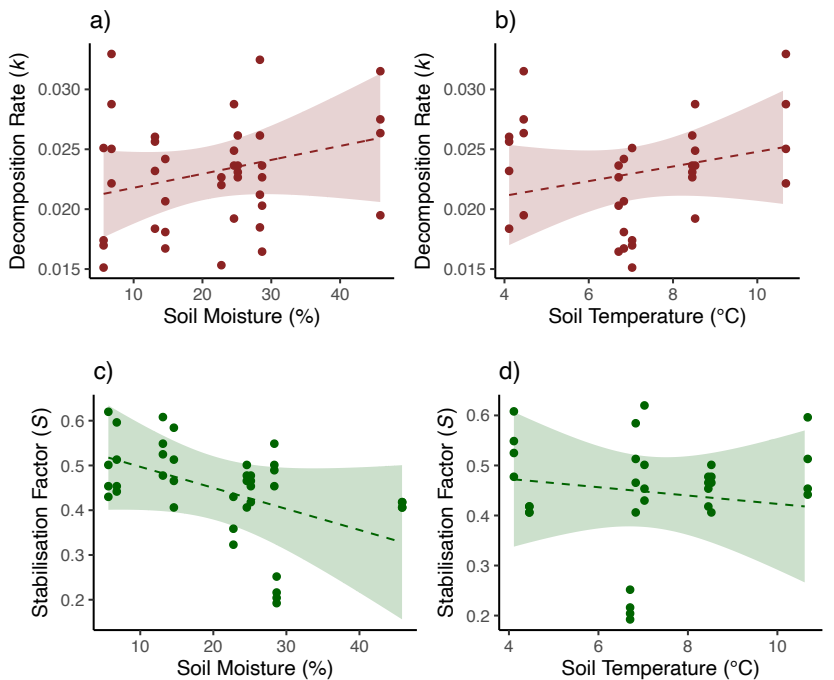 a)
Decomposition Rate (k)
0.030
0.025
0.020
0.015
10 20 30 40
Soil Moisture (%)
b)
Decomposition Rate (k)
0.030
0.025
0.020
0.015
4 6 8 10
Soil Temperature (°C)
c)
Stabilisation Factor (S)
0.6
0.5
0.4
0.3
0.2
10 20 30 40
Soil Moisture (%)
d)
Stabilisation Factor (S)
0.6
0.5
0.4
0.3
0.2
4 6 8 10
Soil Temperature (°C)